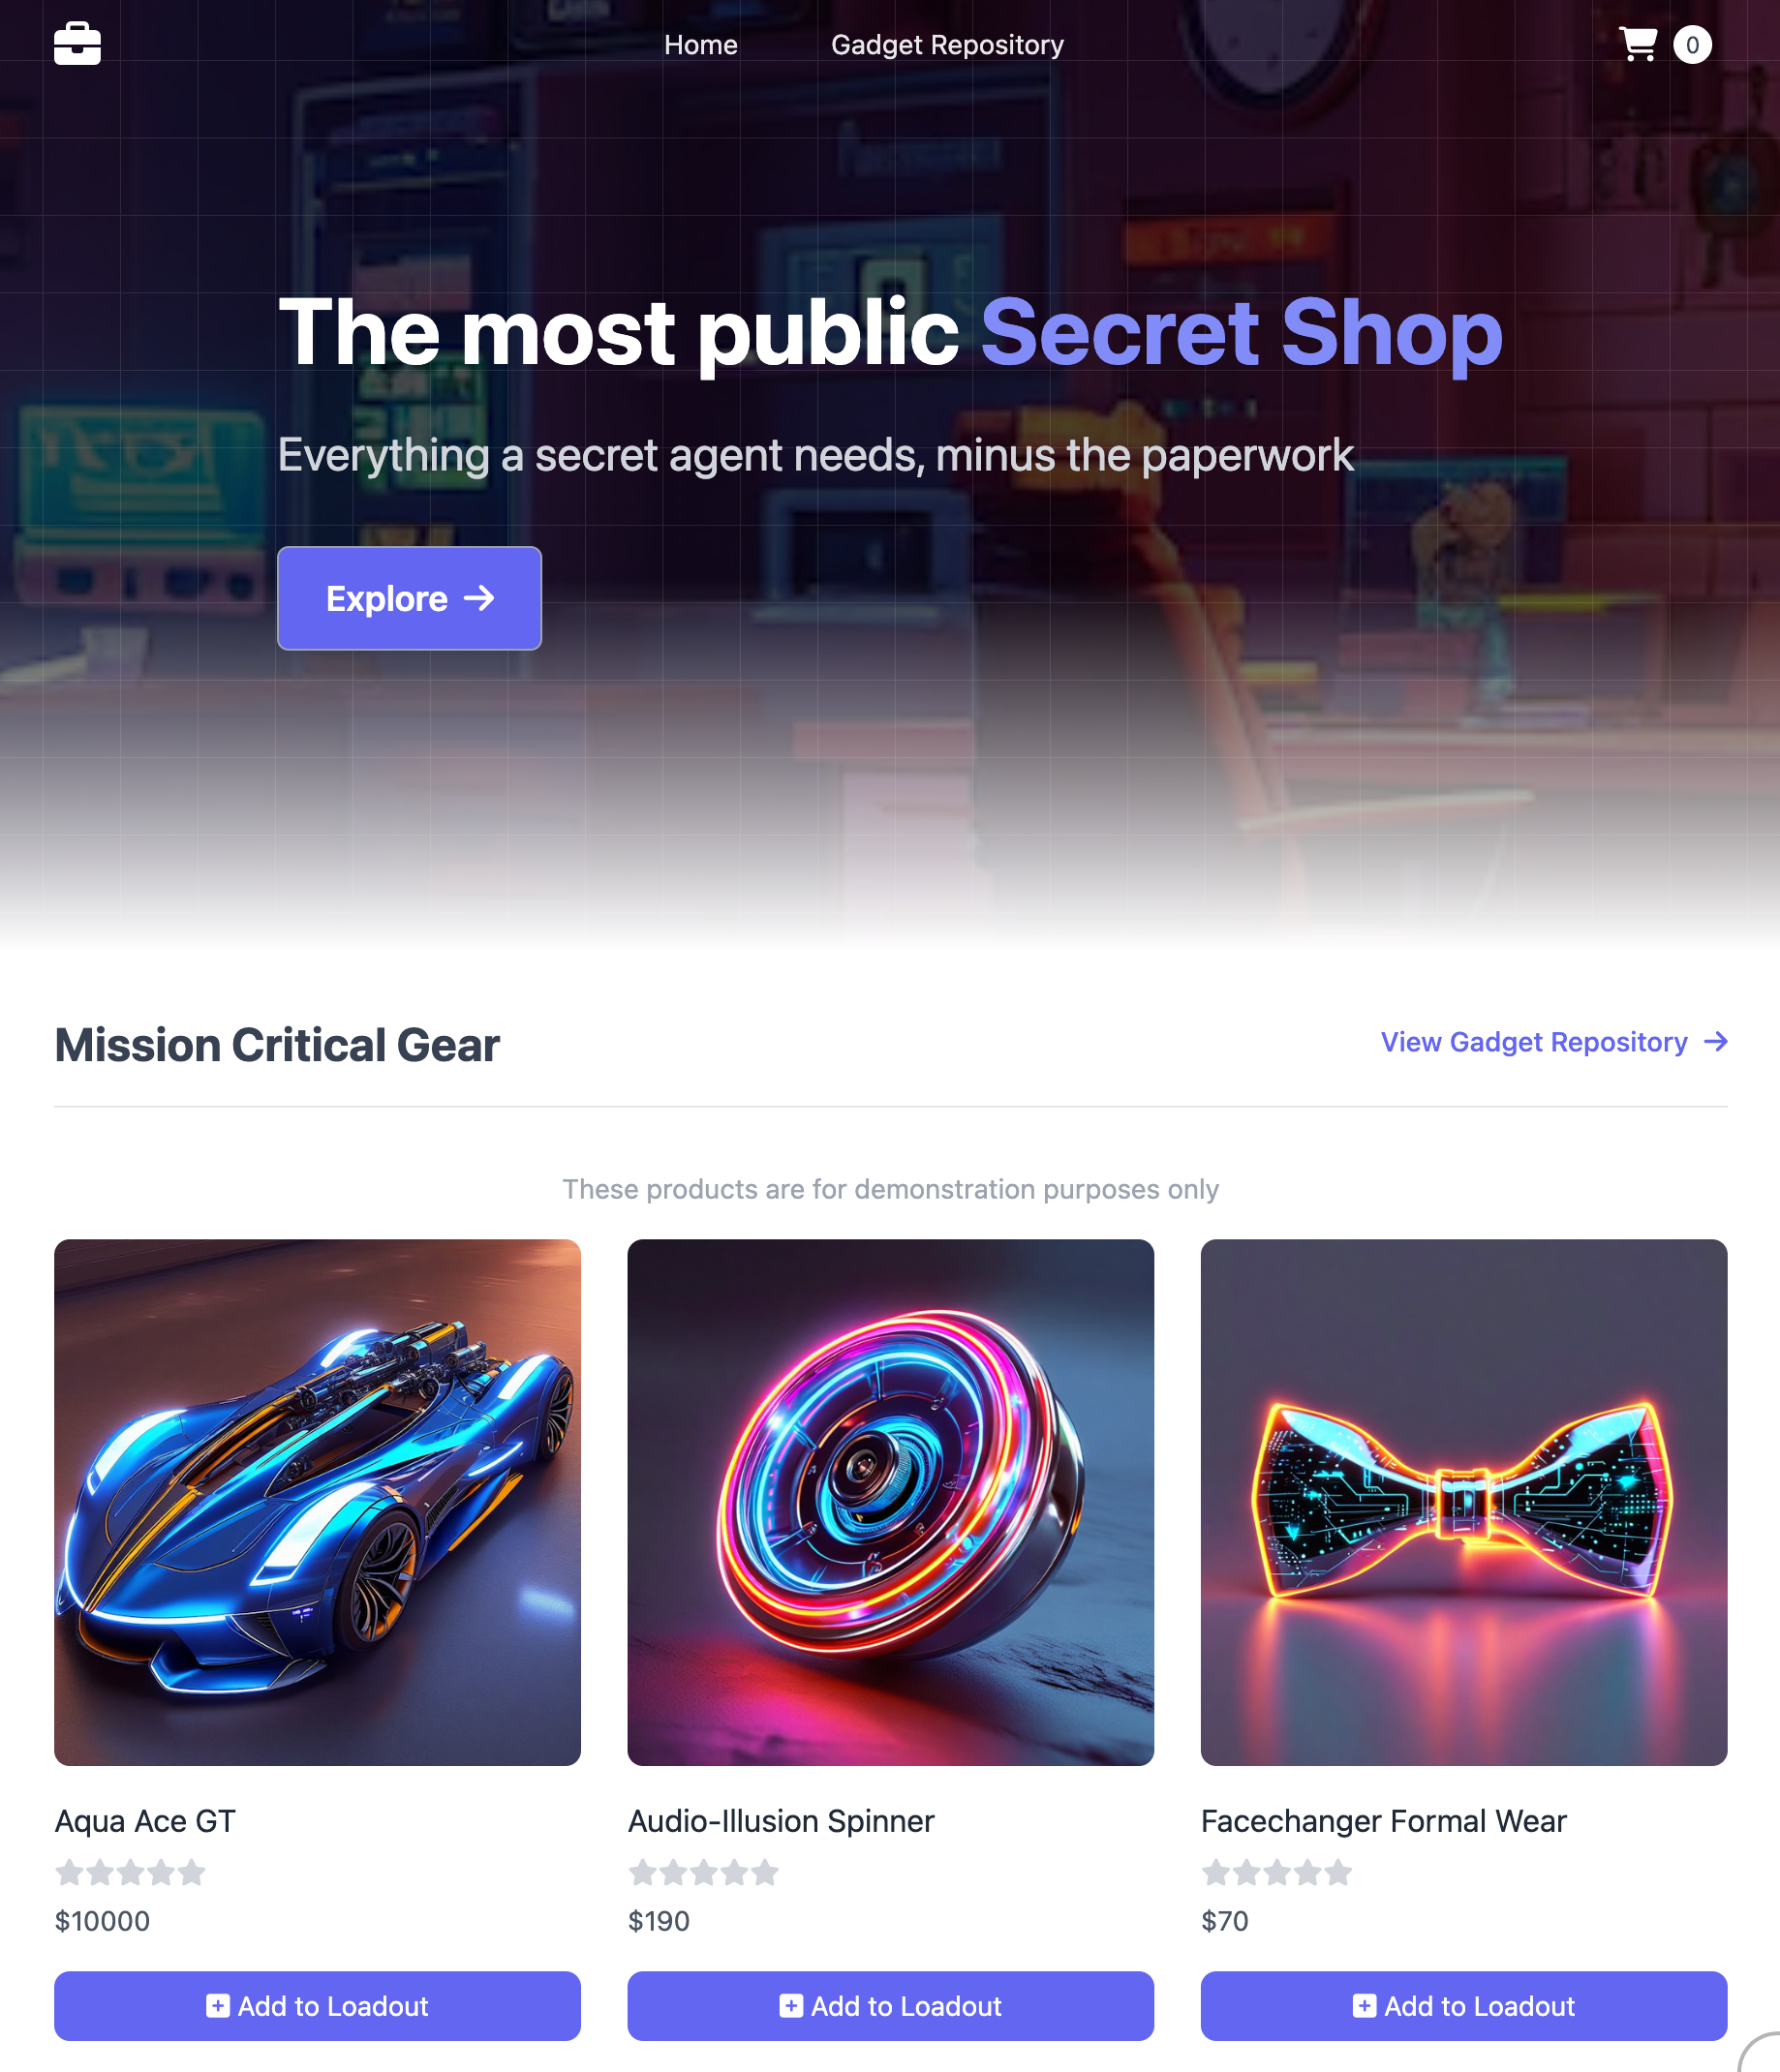 Home
Gadget Repository
0
The most public Secret Shop
Everything a secret agent needs, minus the paperwork
Explore
Mission Critical Gear
View Gadget Repository
These products are for demonstration purposes only
Aqua Ace GT
$10000
Add to Loadout
Audio-Illusion Spinner
$190
Add to Loadout
Facechanger Formal Wear
$70
Add to Loadout